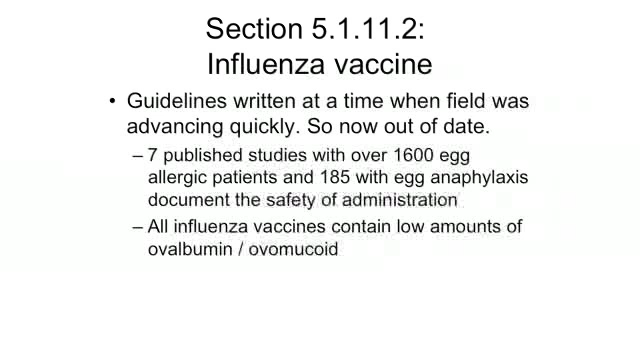 Section 5.1.11.2:
Influenza vaccine
• Guidelines written at a time when field was
advancing quickly. So now out of date.
– 7 published studies with over 1600 egg
allergic patients and 185 with egg anaphylaxis
document the safety of administration
– All influenza vaccines contain low amounts of
ovalbumin / ovomucoid